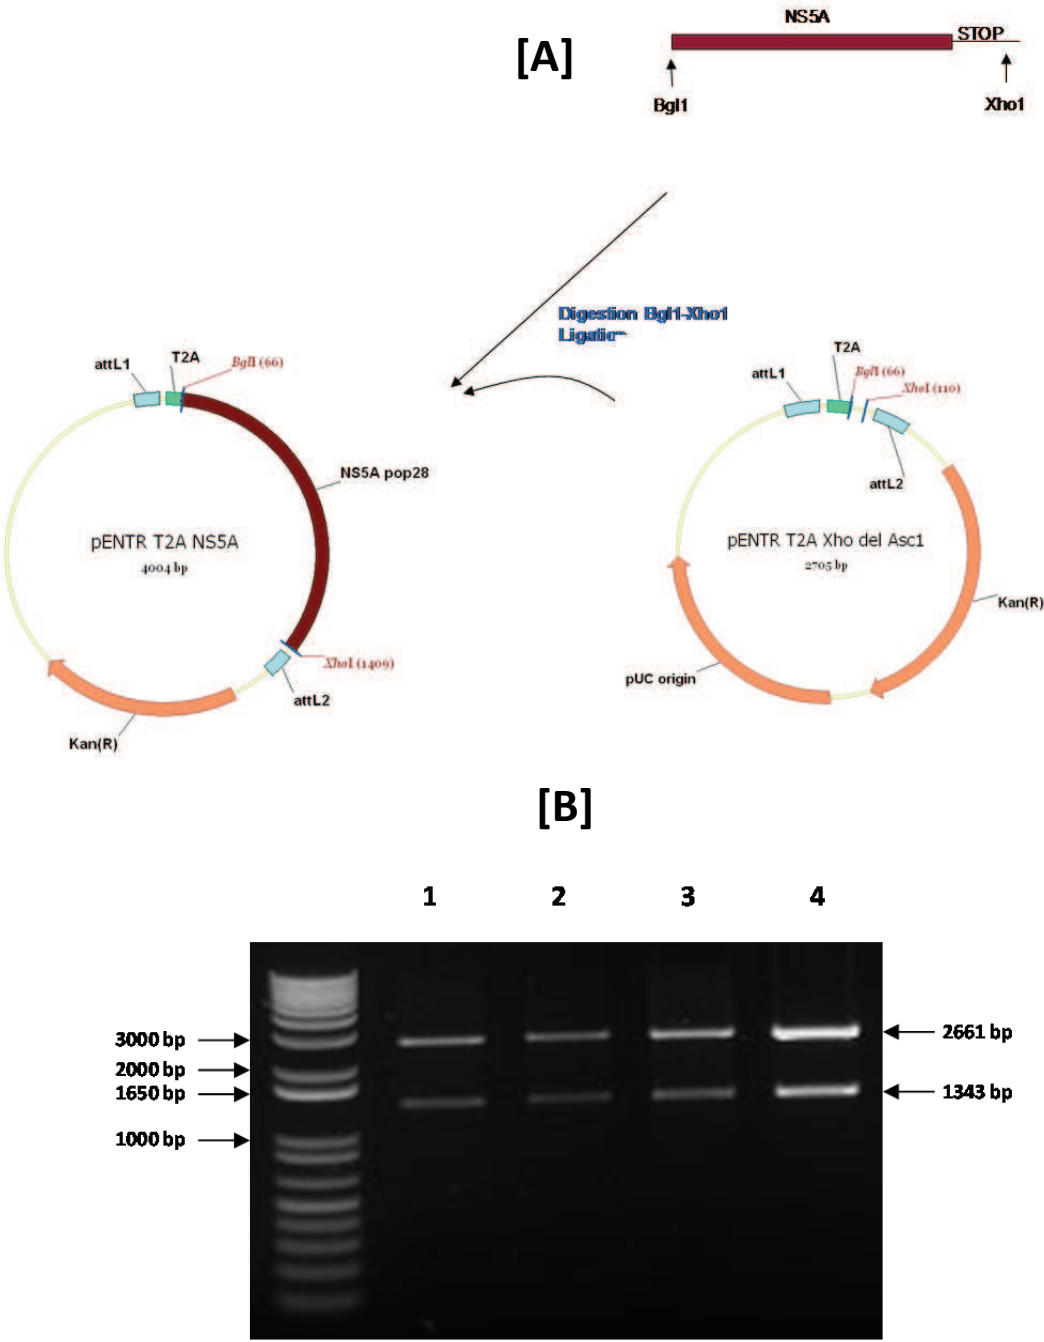 [A]
NS5A
STOP
Bgl1
Xho1
Digestion Bgl1-Xho1
Ligation
attL1
T2A
BglI (66)
NS5A pop28
pENTR T2A NS5A
4004 bp
XhoI (1409)
attL2
Kan(R)
T2A
attL1
BglI (66)
XhoI (110)
attL2
pENTR T2A Xho del Asc1
2705 bp
Kan(R)
pUC origin
[B]
1 2 3 4
3000 bp
2000 bp
1650 bp
1000 bp
2661 bp
1343 bp